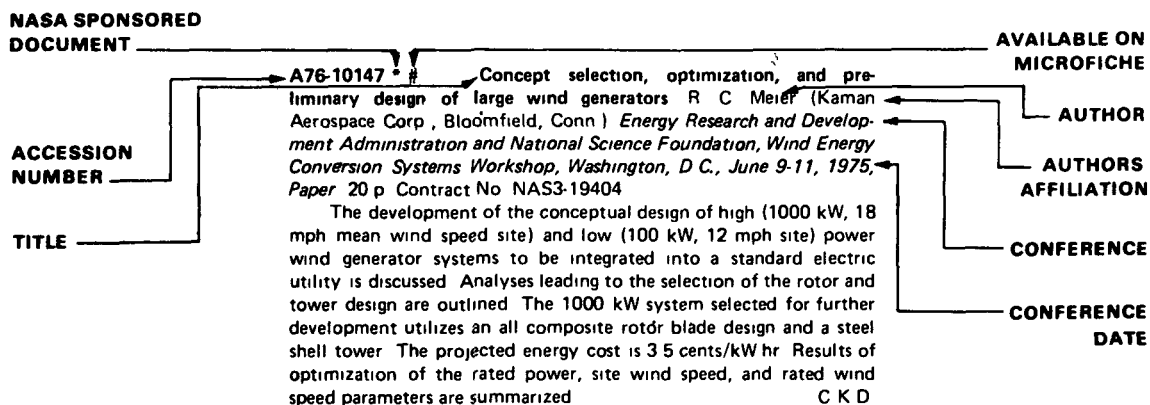 NASA SPONSORED
DOCUMENT
AVAILABLE ON
MICROFICHE
A76-10147 * # Concept selection, optimization, and pre-
liminary design of large wind generators R C Meier (Kaman
Aerospace Corp , Bloomfield, Conn ) Energy Research and Develop-
ment Administration and National Science Foundation, Wind Energy
Conversion Systems Workshop, Washington, D C., June 9-11, 1975,
Paper 20 p Contract No NAS3-19404
AUTHOR
ACCESSION
NUMBER
AUTHORS
AFFILIATION
The development of the conceptual design of high (1000 kW, 18
mph mean wind speed site) and low (100 kW, 12 mph site) power
wind generator systems to be integrated into a standard electric
utility is discussed Analyses leading to the selection of the rotor and
tower design are outlined The 1000 kW system selected for further
development utilizes an all composite rotor blade design and a steel
shell tower The projected energy cost is 3 5 cents/kW hr Results of
optimization of the rated power, site wind speed, and rated wind
speed parameters are summarized C K D
TITLE
CONFERENCE
CONFERENCE
DATE